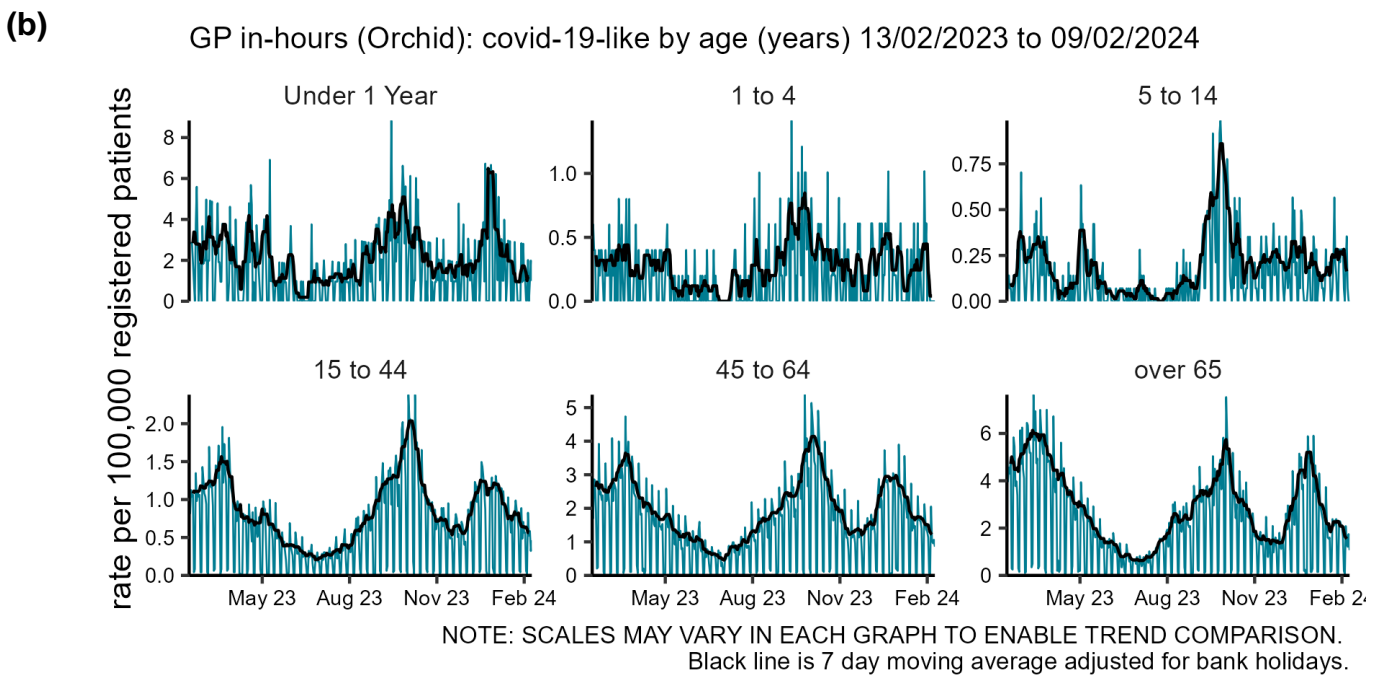 (b)
GP in-hours (Orchid): covid-19-like by age (years) 13/02/2023 to 09/02/2024
rate per 100,000 registered patients
Under 1 Year
8
6
4
2
0
1 to 4
1.0
0.5
0.0
5 to 14
0.75
0.50
0.25
0.00
15 to 44
2.0
1.5
1.0
0.5
0.0
May 23 Aug 23 Nov 23 Feb 24
45 to 64
5
4
3
2
1
0
May 23 Aug 23 Nov 23 Feb 24
over 65
6
4
2
0
May 23 Aug 23 Nov 23 Feb 24
NOTE: SCALES MAY VARY IN EACH GRAPH TO ENABLE TREND COMPARISON.
Black line is 7 day moving average adjusted for bank holidays.